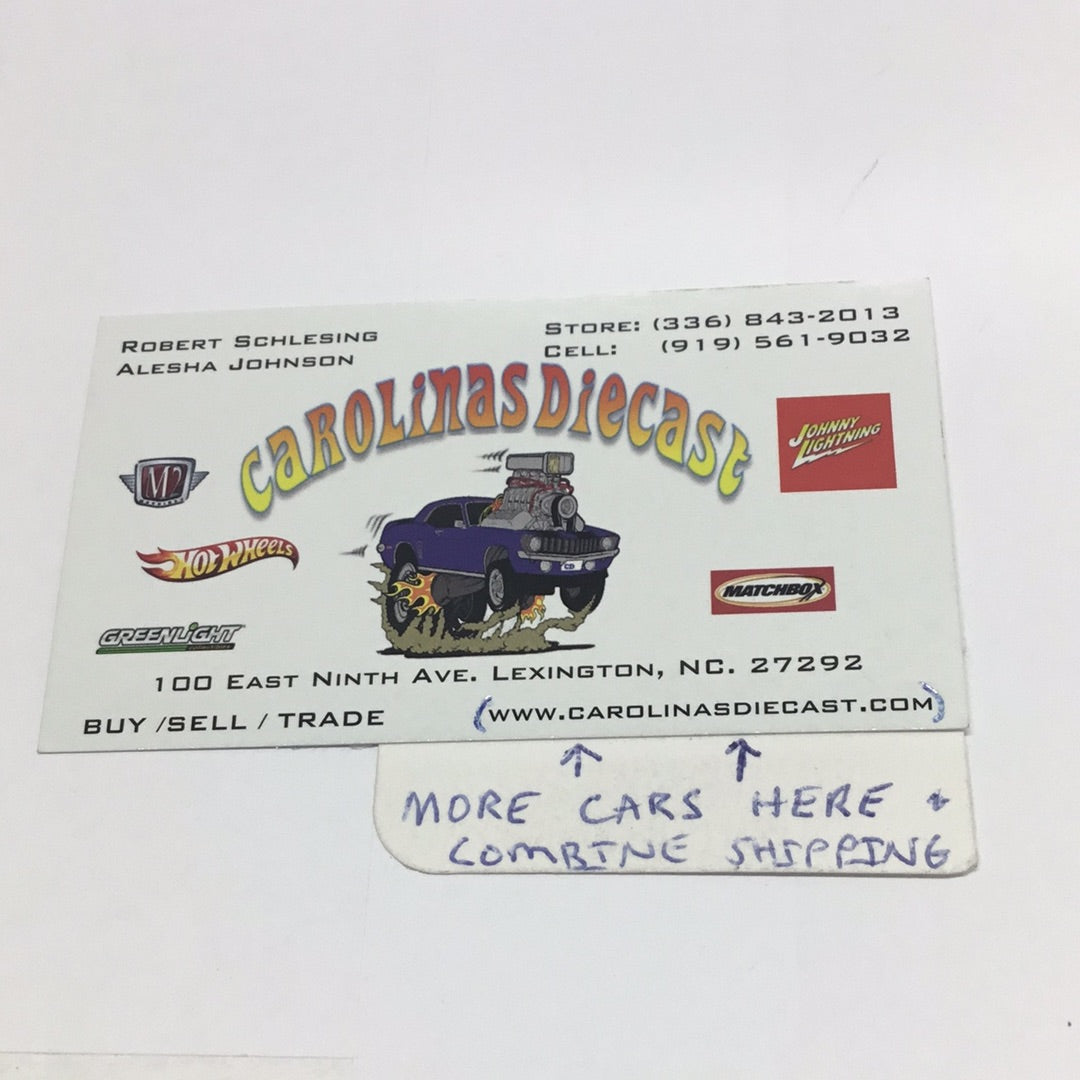 ROBERT SCHLESING
ALESHA JOHNSON
STORE: (336) 843-2013
CELL: (919) 561-9032
CAROLINAS DIECAST
JOHNNY
LIGHTNING
M2
HOT WHEELS
MATCHBOX
GREENLIGHT
CD
100 EAST NINTH AVE. LEXINGTON, NC. 27292
BUY /SELL / TRADE
(WWW.CAROLINASDIECAST.COM)
↑ ↑
MORE CARS HERE +
COMBINE SHIPPING